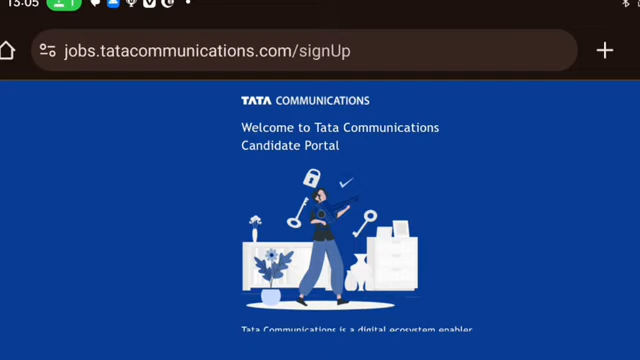 13:05
1
jobs.tatacommunications.com/signUp
TATA COMMUNICATIONS
Welcome to Tata Communications
Candidate Portal
Tata Communications is a digital ecosystem enabler